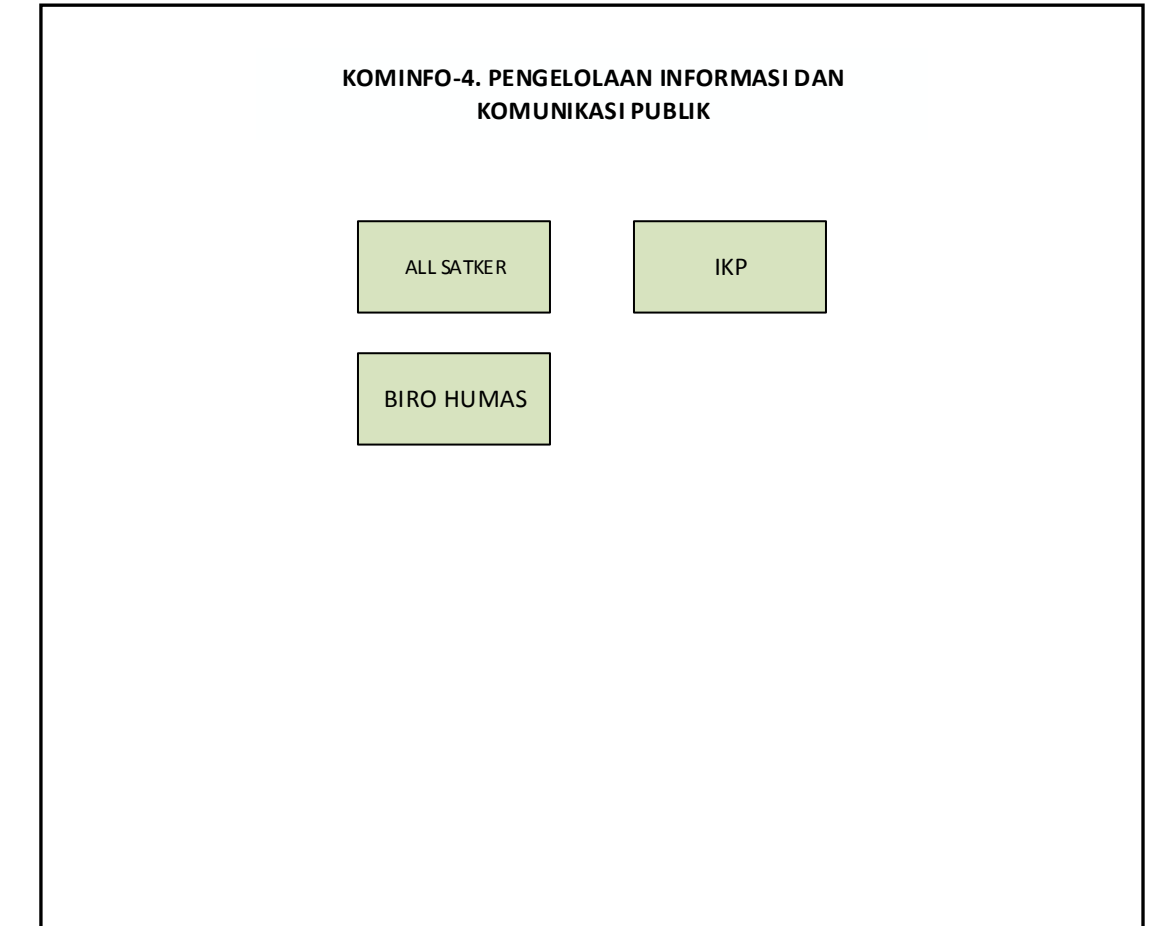 KOMINFO-4. PENGELOLAAN INFORMASI DAN
KOMUNIKASI PUBLIK
ALL SATKER
IKP
BIRO HUMAS